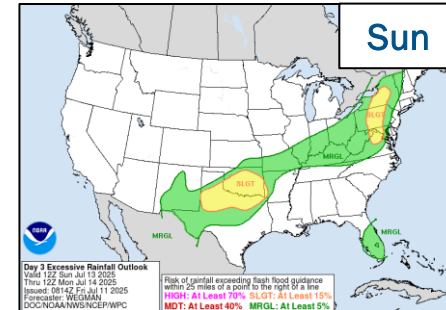 Sun
SLGT
MRGL
SLGT
MRGL
MRGL
NOAA
Day 3 Excessive Rainfall Outlook
Valid 12Z Sun Jul 13 2025
Thru 12Z Mon Jul 14 2025
Issued: 0814Z Fri Jul 11 2025
Forecaster: WEGMAN
DOC/NOAA/NWS/NCEP/WPC
Risk of rainfall exceeding flash flood guidance
within 25 miles of a point to the right of a line
HIGH: At Least 70% SLGT: At Least 15%
MDT: At Least 40% MRGL: At Least 5%